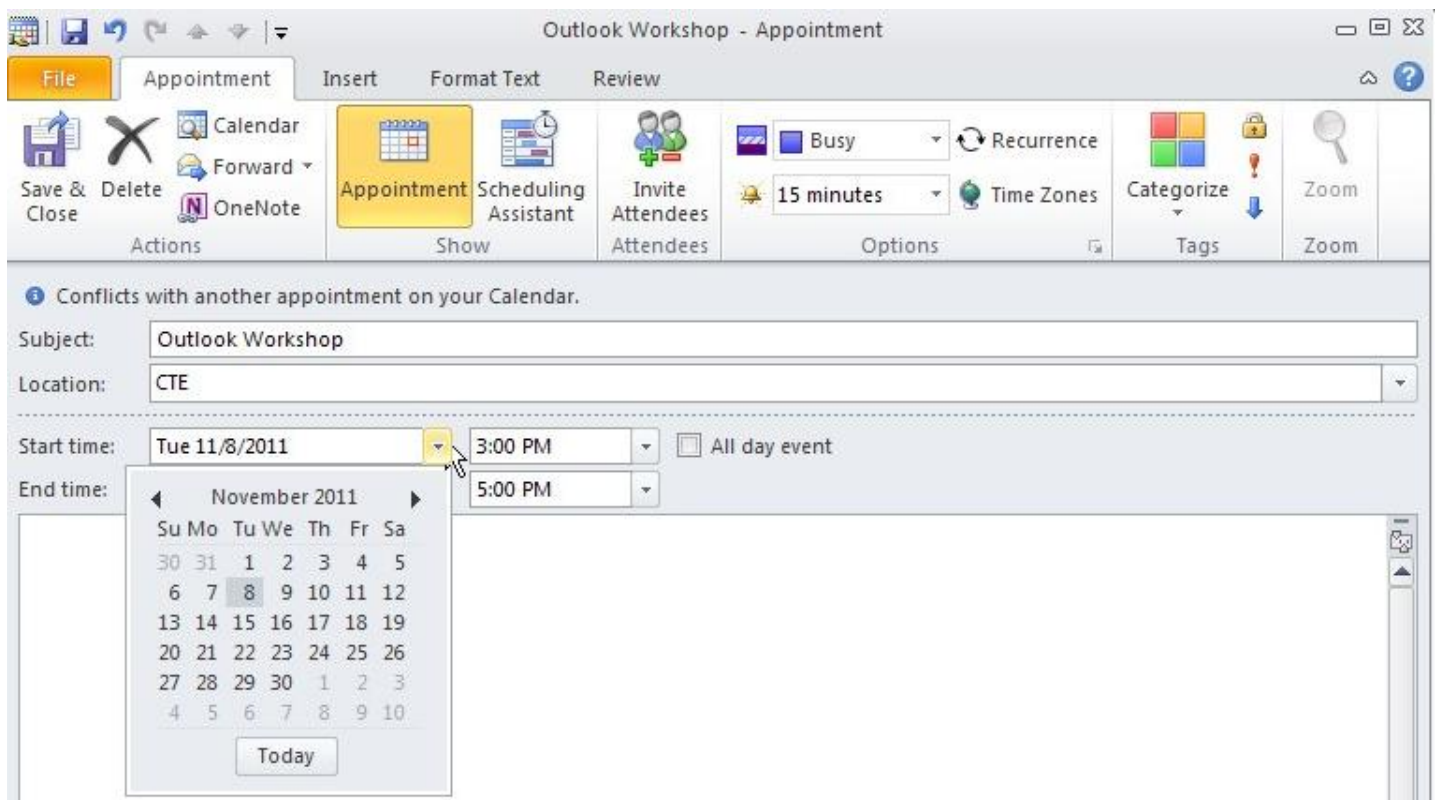 Outlook Workshop - Appointment
File Appointment Insert Format Text Review
Save & Close
Delete
Calendar
Forward
OneNote
Actions
Appointment
Scheduling Assistant
Show
Invite Attendees
Attendees
Busy
Recurrence
15 minutes
Time Zones
Options
Categorize
Tags
Zoom
Zoom
Conflicts with another appointment on your Calendar.
Subject: Outlook Workshop
Location: CTE
Start time: Tue 11/8/2011 3:00 PM All day event
End time: 5:00 PM
November 2011
Su Mo Tu We Th Fr Sa
30 31 1 2 3 4 5
6 7 8 9 10 11 12
13 14 15 16 17 18 19
20 21 22 23 24 25 26
27 28 29 30 1 2 3
4 5 6 7 8 9 10
Today